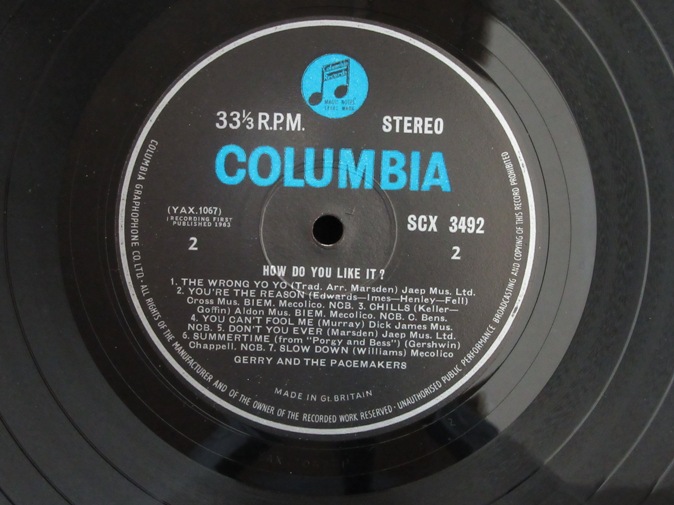 Columbia
Records
MAGIC NOTES
TRADE MARK
33⅓ R.P.M. STEREO
COLUMBIA
(YAX.1067)
(RECORDING FIRST
PUBLISHED 1963
SCX 3492
2 2
HOW DO YOU LIKE IT?
1. THE WRONG YO YO (Trad. Arr. Marsden) Jaep Mus. Ltd.
2. YOU'RE THE REASON (Edwards—Imes—Henley—Fell)
Cross Mus. BIEM. Mecolico. NCB. 3. CHILLS (Keller—
Goffin) Aldon Mus. BIEM. Mecolico. NCB. O. Bens.
4. YOU CAN'T FOOL ME (Murray) Dick James Mus.
NCB. 5. DON'T YOU EVER (Marsden) Jaep Mus. Ltd.
6. SUMMERTIME (from "Porgy and Bess") (Gershwin)
Chappell. NCB. 7. SLOW DOWN (Williams) Mecolico
GERRY AND THE PACEMAKERS
MADE IN Gt. BRITAIN
COLUMBIA GRAPHOPHONE CO. LTD. · ALL RIGHTS OF THE MANUFACTURER AND OF THE OWNER OF THE RECORDED WORK RESERVED · UNAUTHORISED PUBLIC PERFORMANCE BROADCASTING AND COPYING OF THIS RECORD PROHIBITED